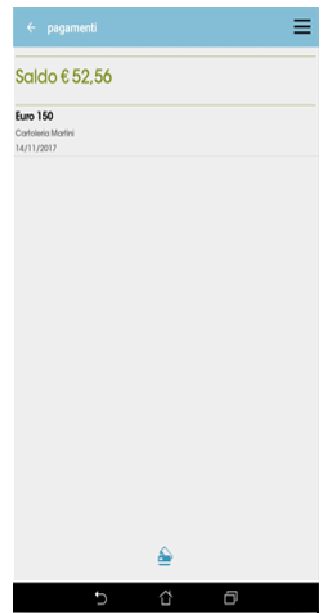 pagamenti
Saldo € 52,56
Euro 150
Cartoleria Martini
14/11/2017